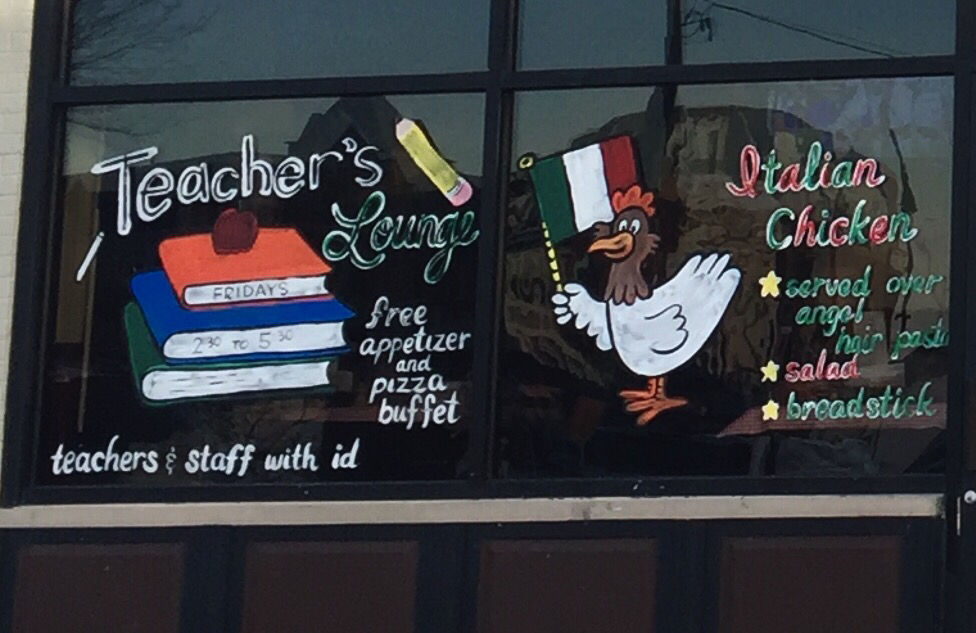 Teacher's
Lounge
FRIDAYS
2:30 TO 5:30
free
appetizer
and
pizza
buffet
teachers & staff with id
Italian
Chicken
served over
angel
hair pasta
salad
breadstick